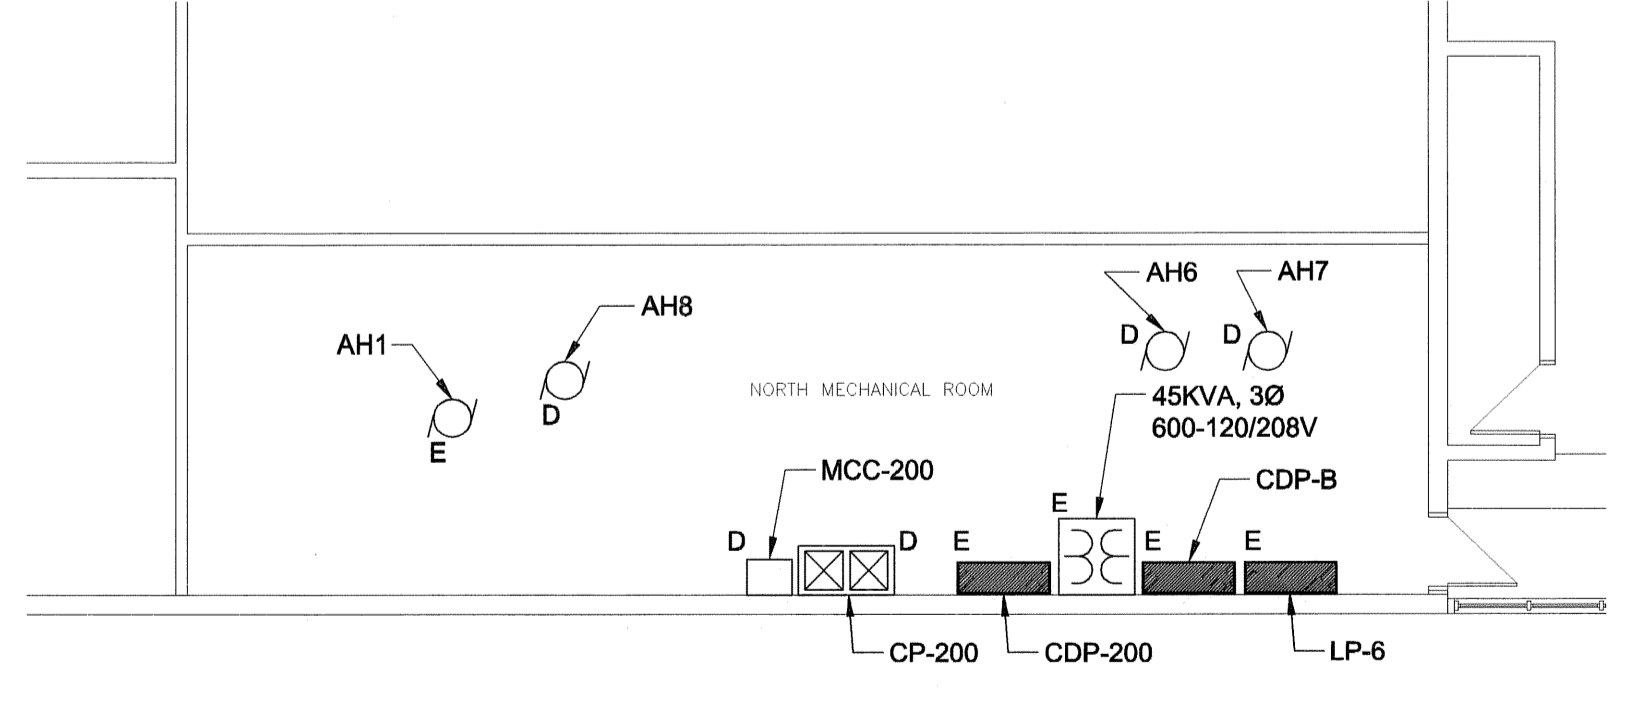 AH6
AH7
AH8
D
D
AH1
D
E
NORTH MECHANICAL ROOM
45KVA, 3Ø
600-120/208V
MCC-200
CDP-B
E
D
D
E
E
E
CP-200
CDP-200
LP-6